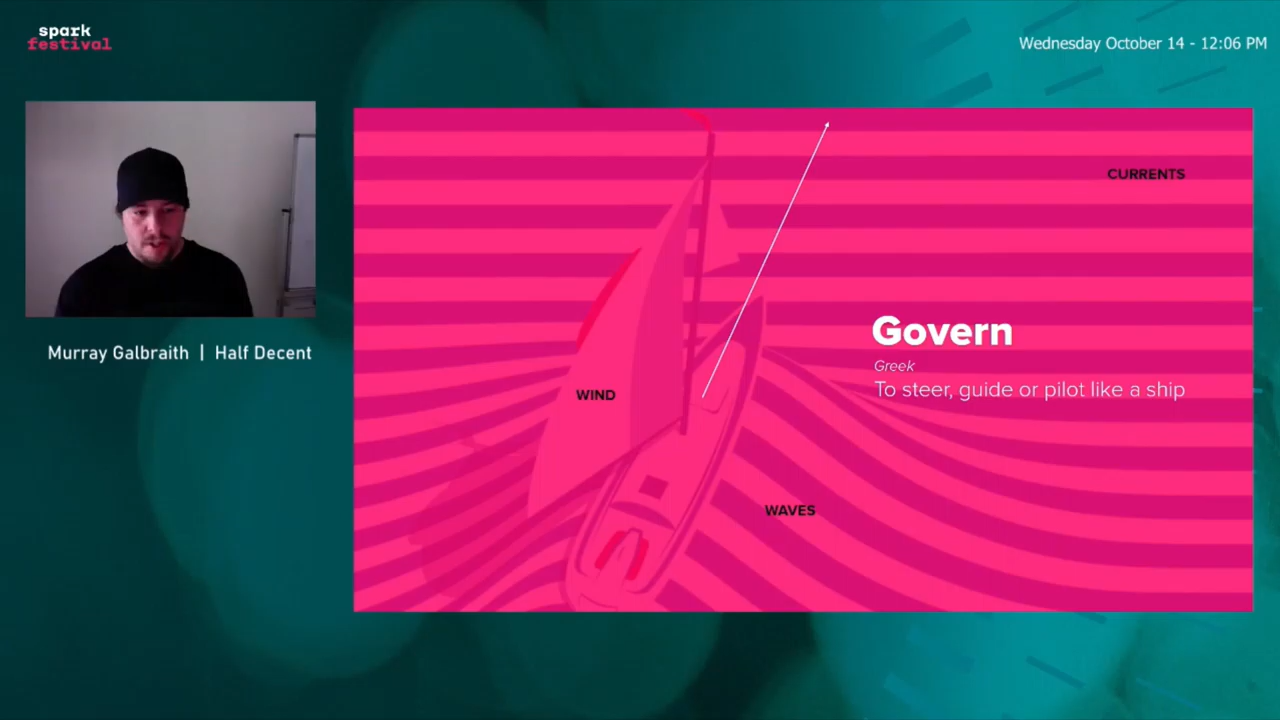 spark
festival
Wednesday October 14 - 12:06 PM
Murray Galbraith | Half Decent
CURRENTS
Govern
Greek
To steer, guide or pilot like a ship
WIND
WAVES